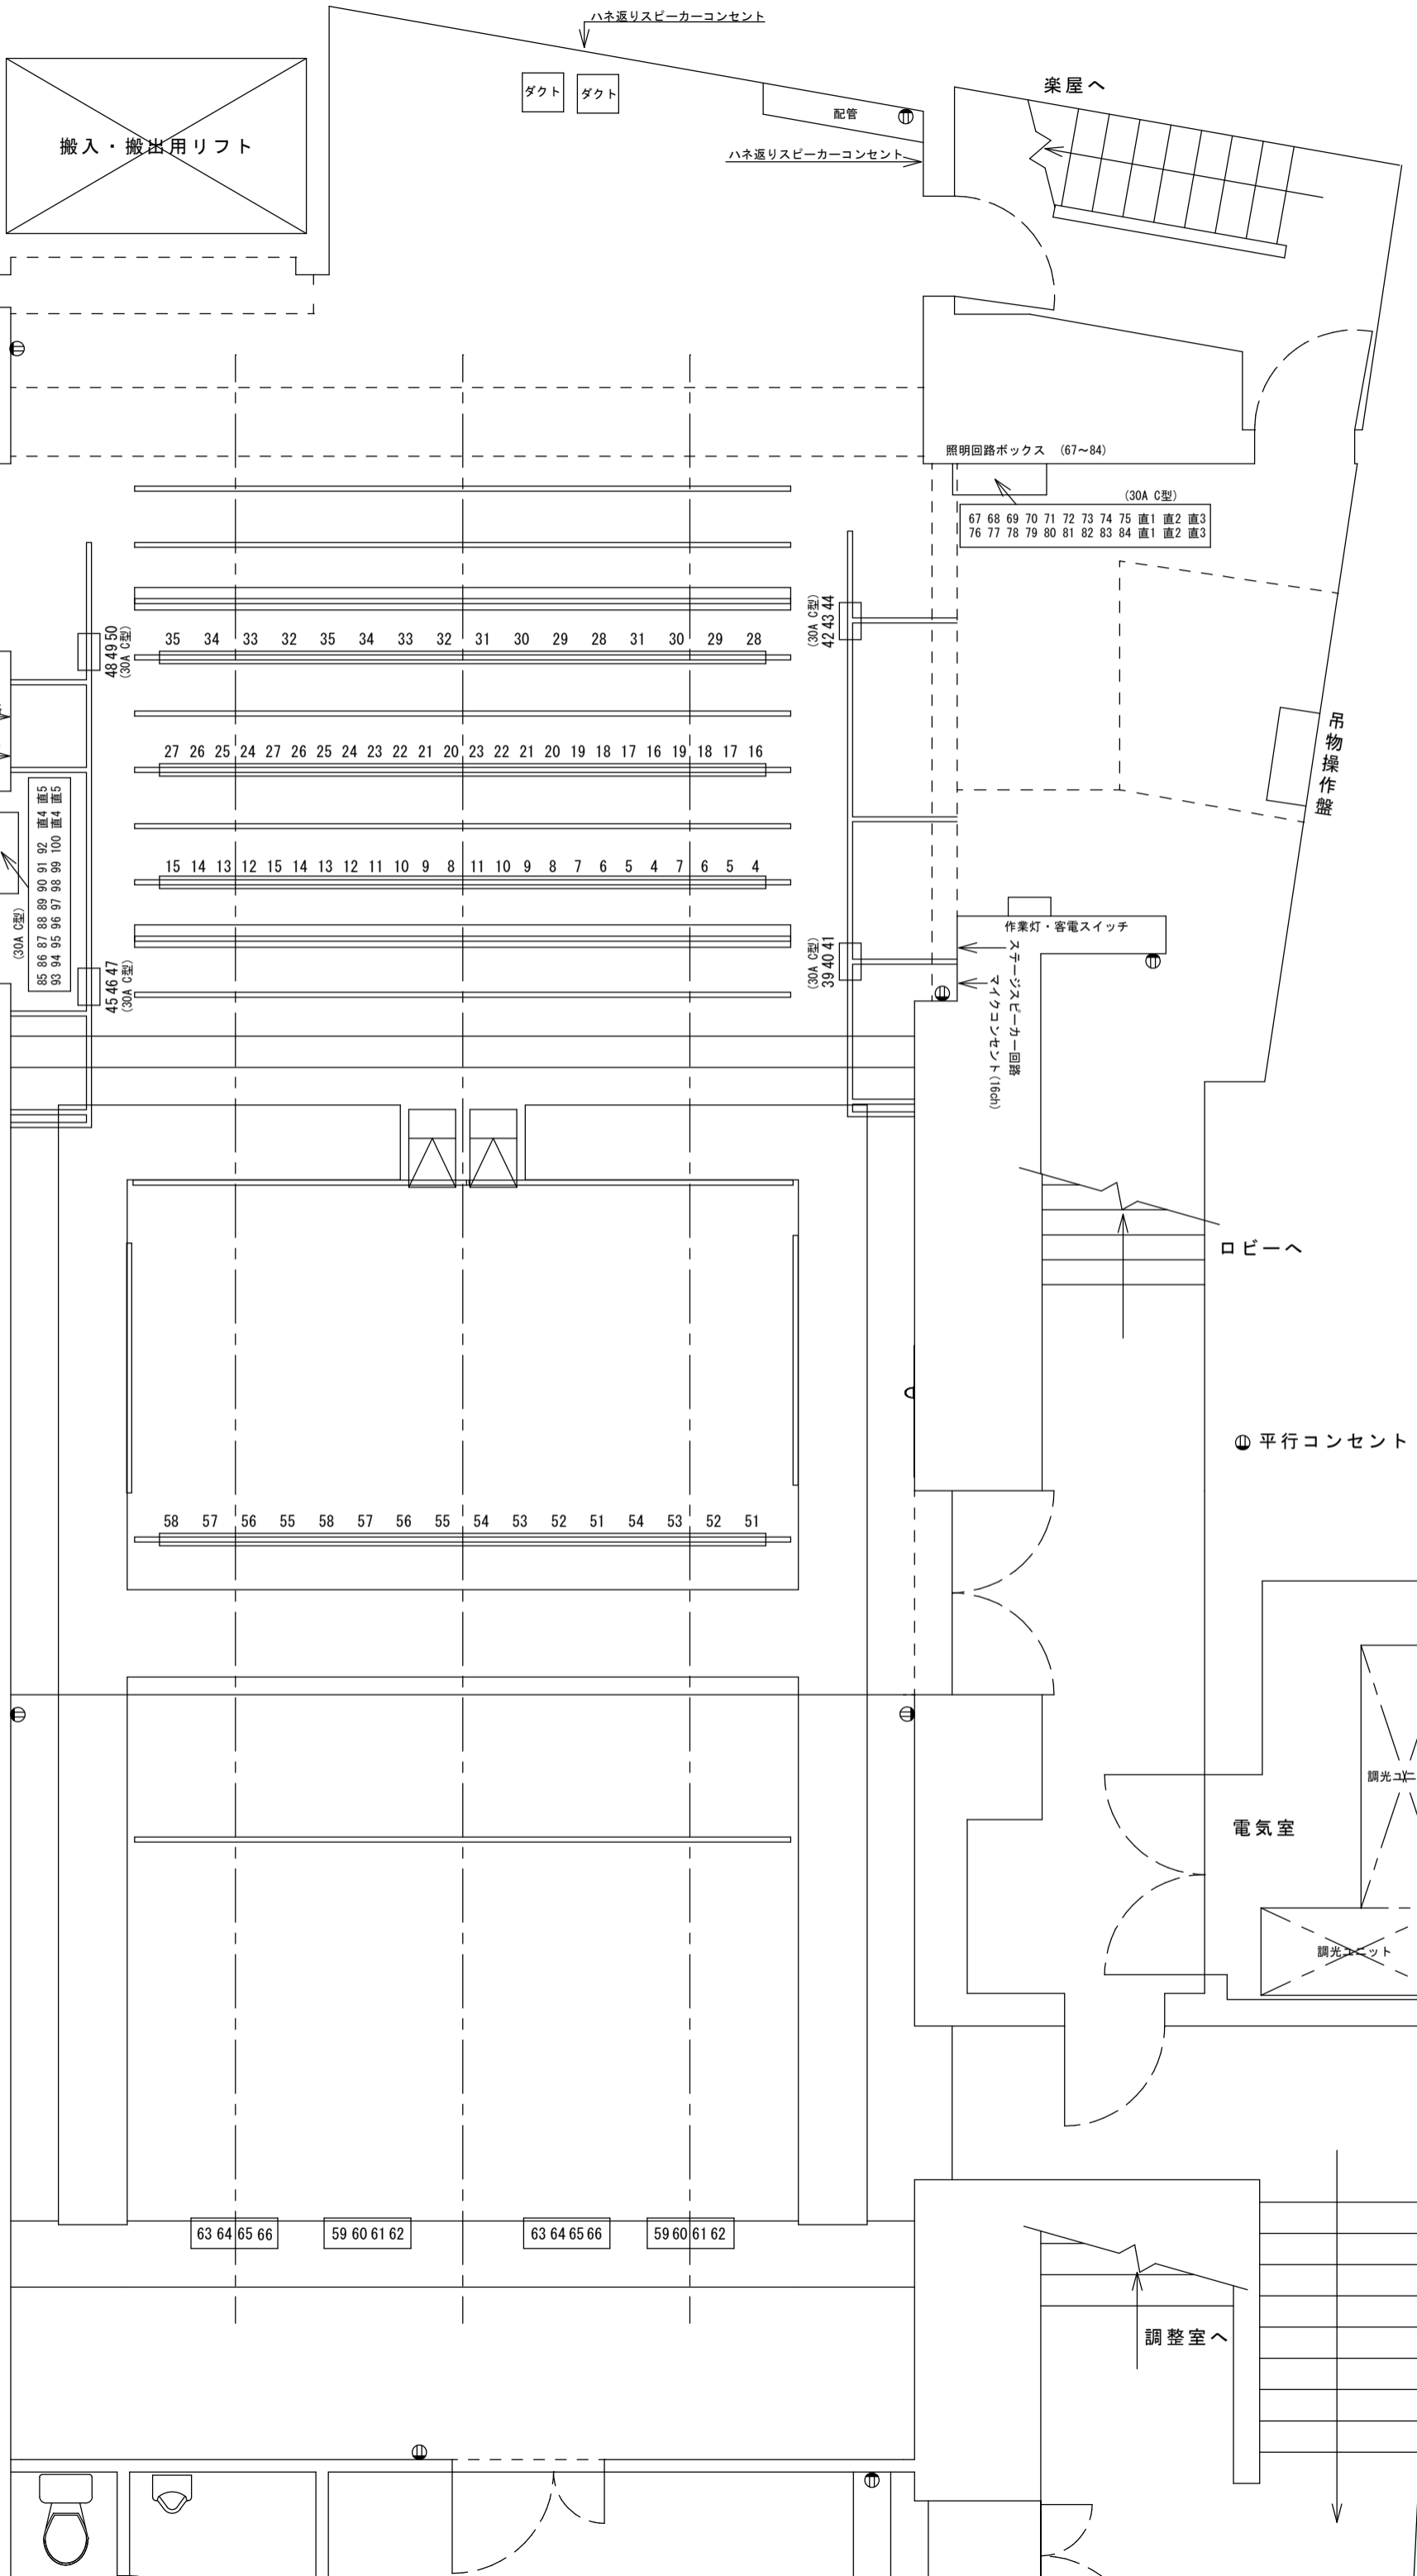 ハネ返りスピーカーコンセント
楽屋へ
ダクト
ダクト
配管
搬入・搬出用リフト
ハネ返りスピーカーコンセント
照明回路ボックス (67〜84)
(30A C型)
67 68 69 70 71 72 73 74 75 直1 直2 直3
76 77 78 79 80 81 82 83 84 直1 直2 直3
48 49 50
(30A C型)
35 34 33 32 35 34 33 32 31 30 29 28 31 30 29 28
(30A C型)
42 43 44
吊物操作盤
27 26 25 24 27 26 25 24 23 22 21 20 23 22 21 20 19 18 17 16 19 18 17 16
85 86 87 88 89 90 91 92 直4 直5
93 94 95 96 97 98 99 100 直4 直5
(30A C型)
15 14 13 12 15 14 13 12 11 10 9 8 11 10 9 8 7 6 5 4 7 6 5 4
作業灯・客電スイッチ
45 46 47
(30A C型)
(30A C型)
39 40 41
ステージスピーカー回路
マイクコンセント(16ch)
ロビーへ
平行コンセント
58 57 56 55 58 57 56 55 54 53 52 51 54 53 52 51
調光ユニ
電気室
調光ユニット
63 64 65 66
59 60 61 62
63 64 65 66
59 60 61 62
調整室へ